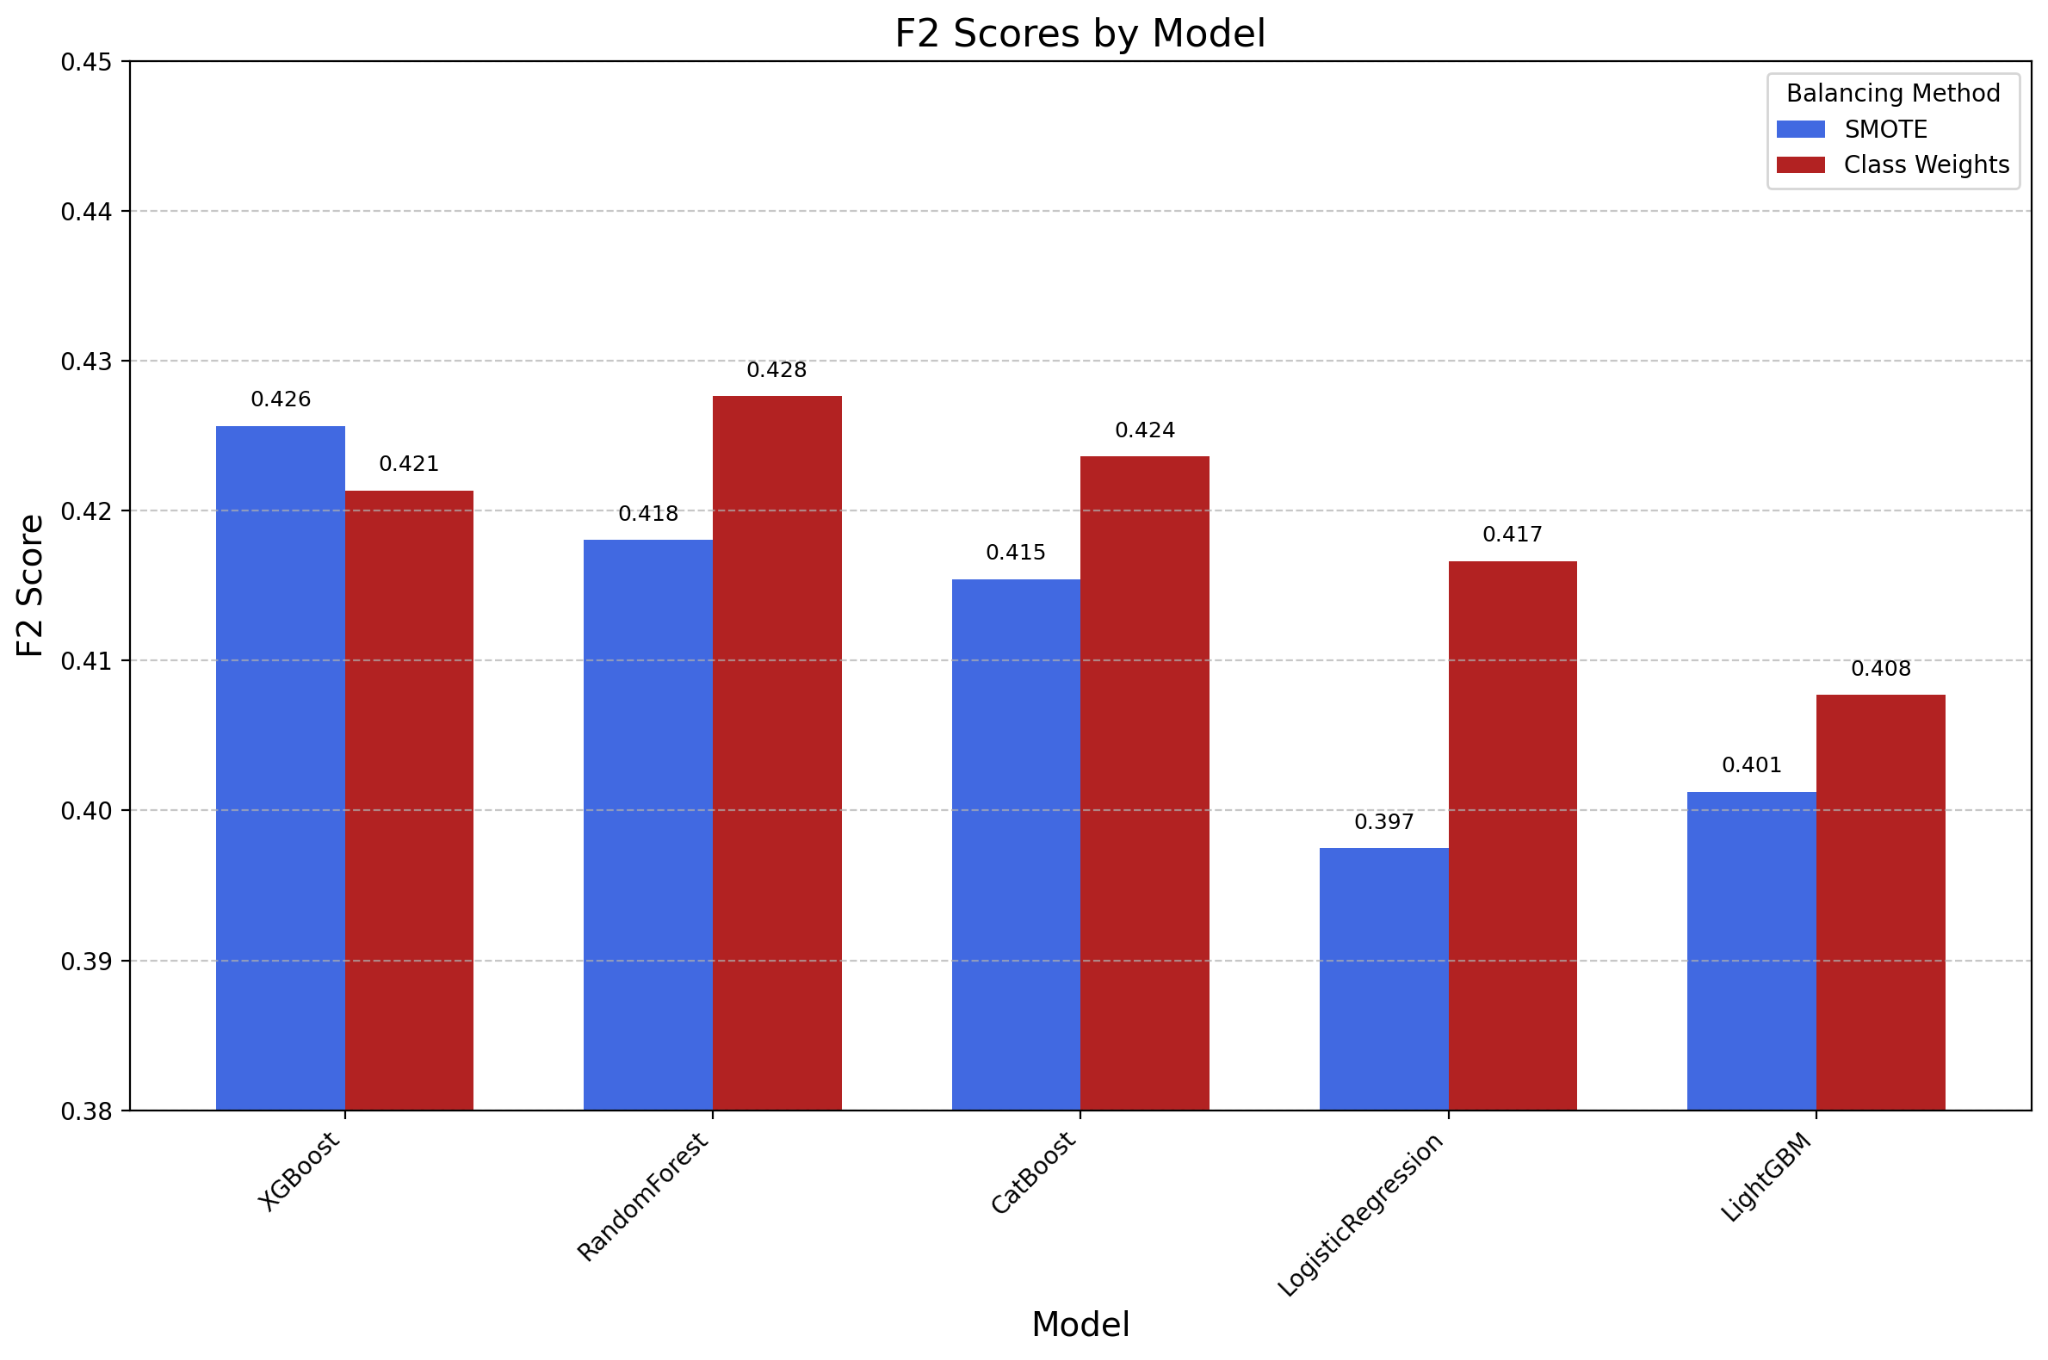 F2 Scores by Model
Balancing Method
SMOTE
Class Weights
F2 Score
0.45
0.44
0.43
0.42
0.41
0.40
0.39
0.38
0.426
0.421
0.418
0.428
0.415
0.424
0.397
0.417
0.401
0.408
XGBoost
RandomForest
CatBoost
LogisticRegression
LightGBM
Model